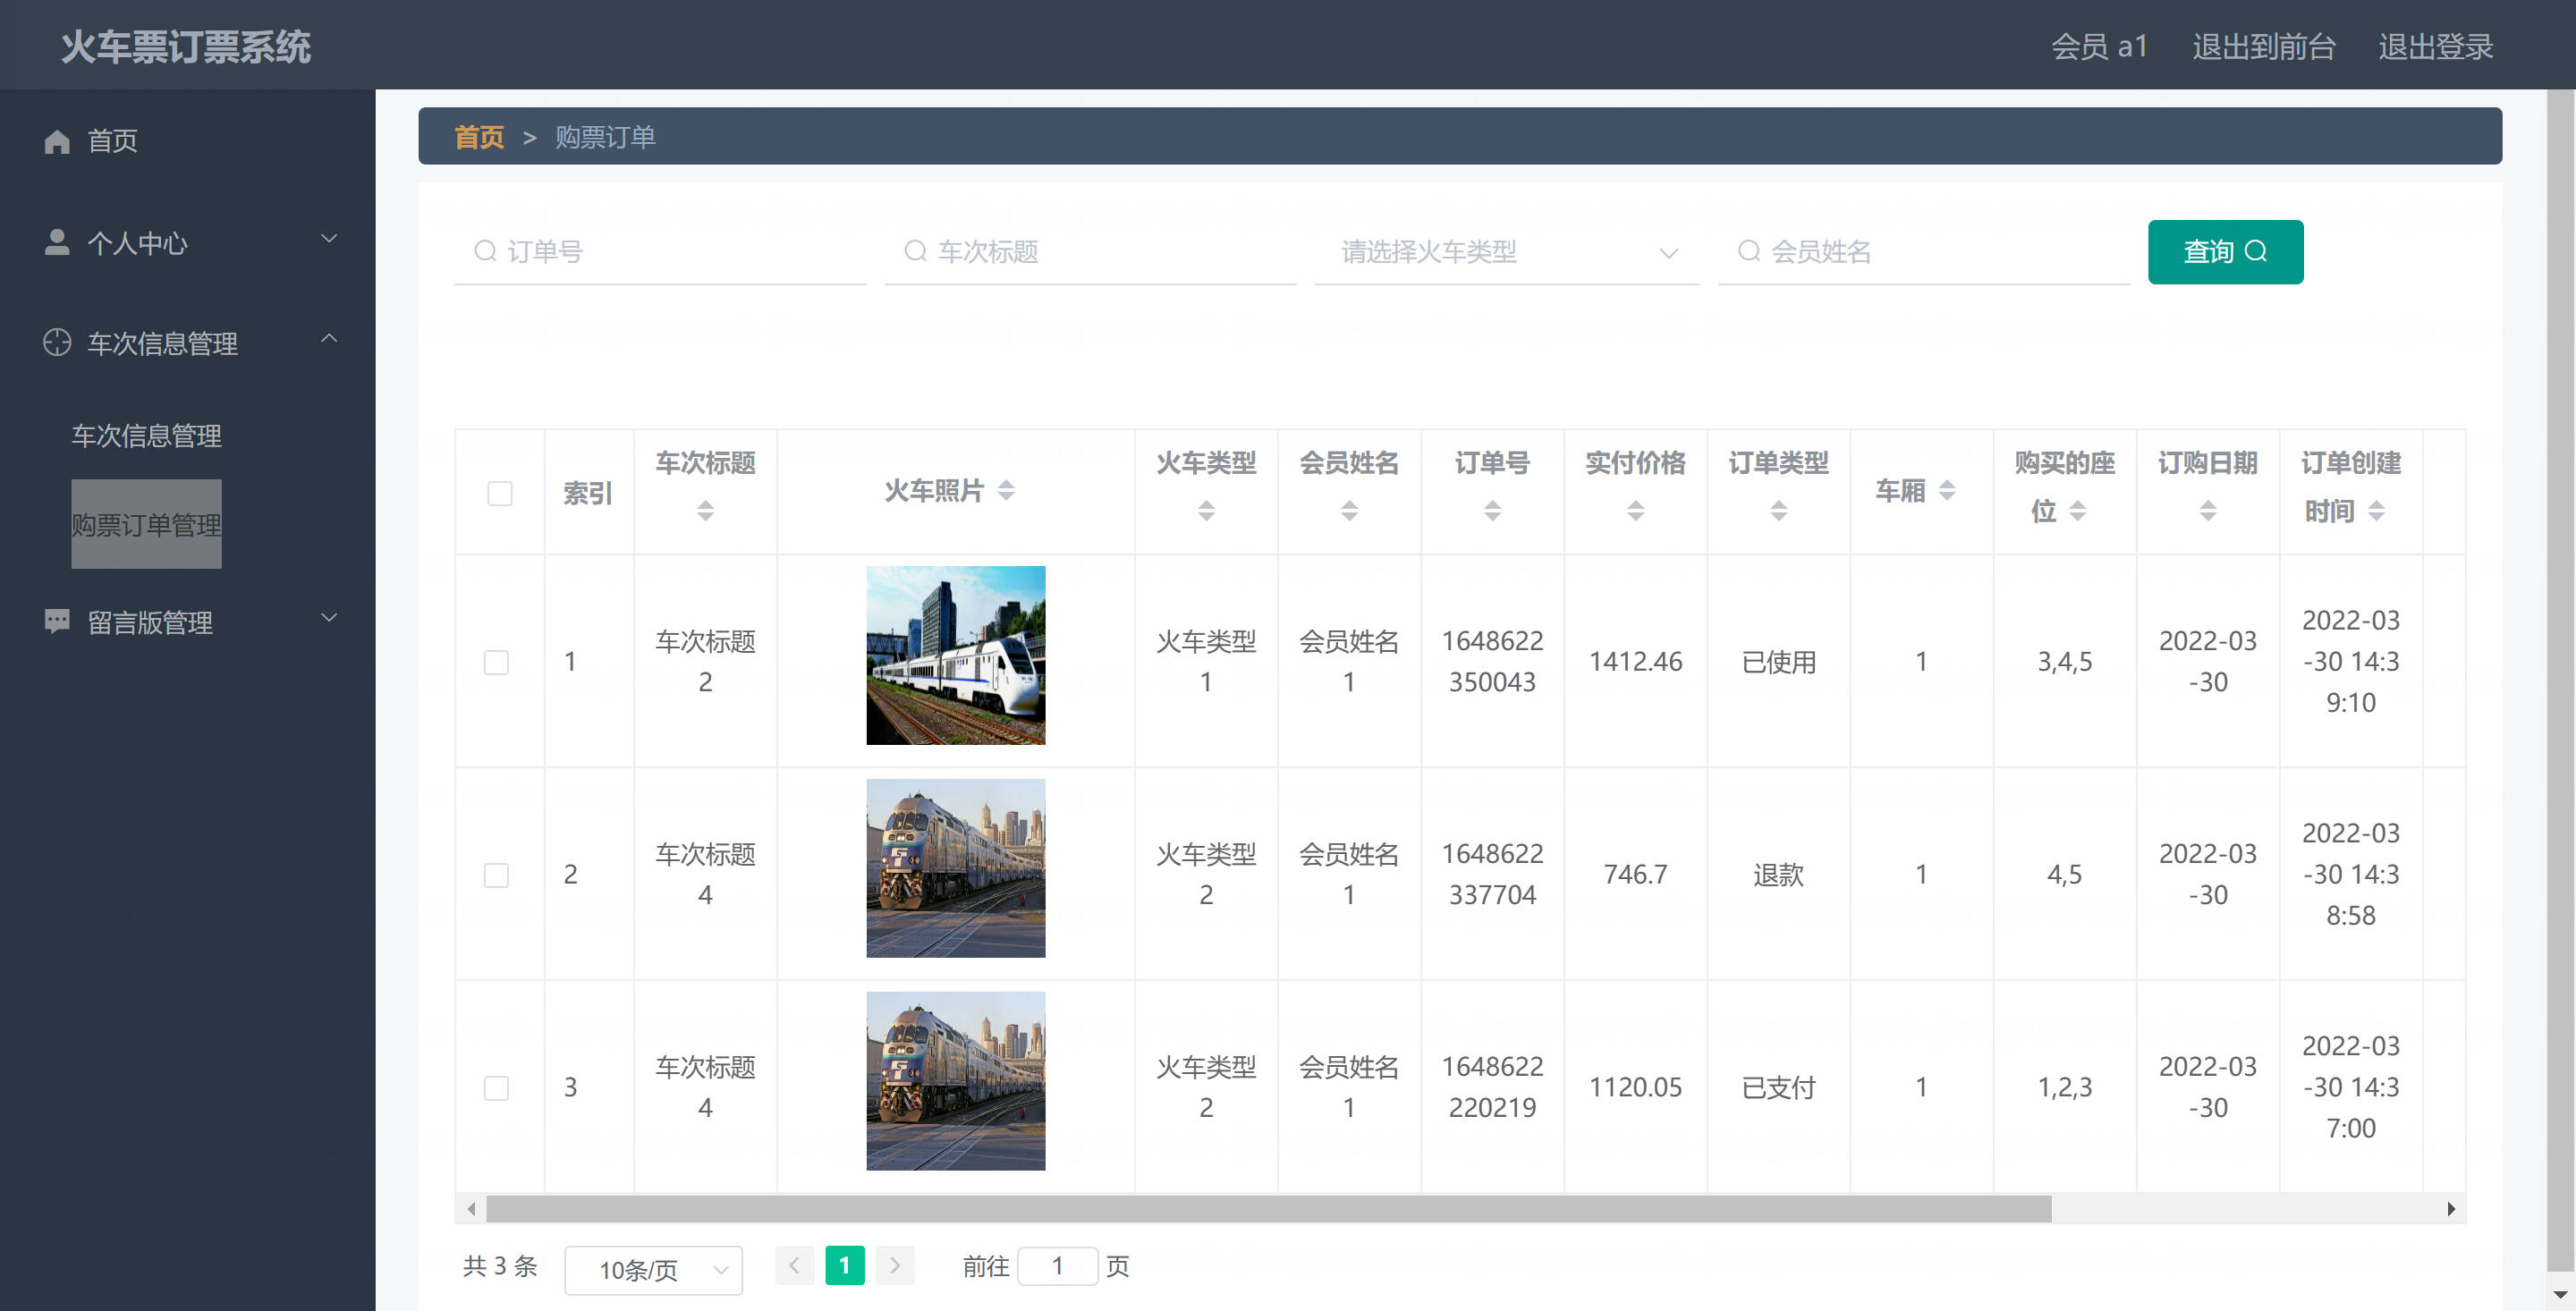 火车票订票系统
会员 a1 退出到前台 退出登录
首页
个人中心
车次信息管理
车次信息管理
购票订单管理
留言版管理
首页 > 购票订单
订单号 车次标题 请选择火车类型 会员姓名 查询
索引 车次标题 火车照片 火车类型 会员姓名 订单号 实付价格 订单类型 车厢 购买的座位 订购日期 订单创建时间
1 车次标题2 火车类型1 会员姓名1 1648622350043 1412.46 已使用 1 3,4,5 2022-03-30 2022-03-30 14:39:10
2 车次标题4 火车类型2 会员姓名1 1648622337704 746.7 退款 1 4,5 2022-03-30 2022-03-30 14:38:58
3 车次标题4 火车类型2 会员姓名1 1648622220219 1120.05 已支付 1 1,2,3 2022-03-30 2022-03-30 14:37:00
共 3 条 10条/页 1 前往 1 页